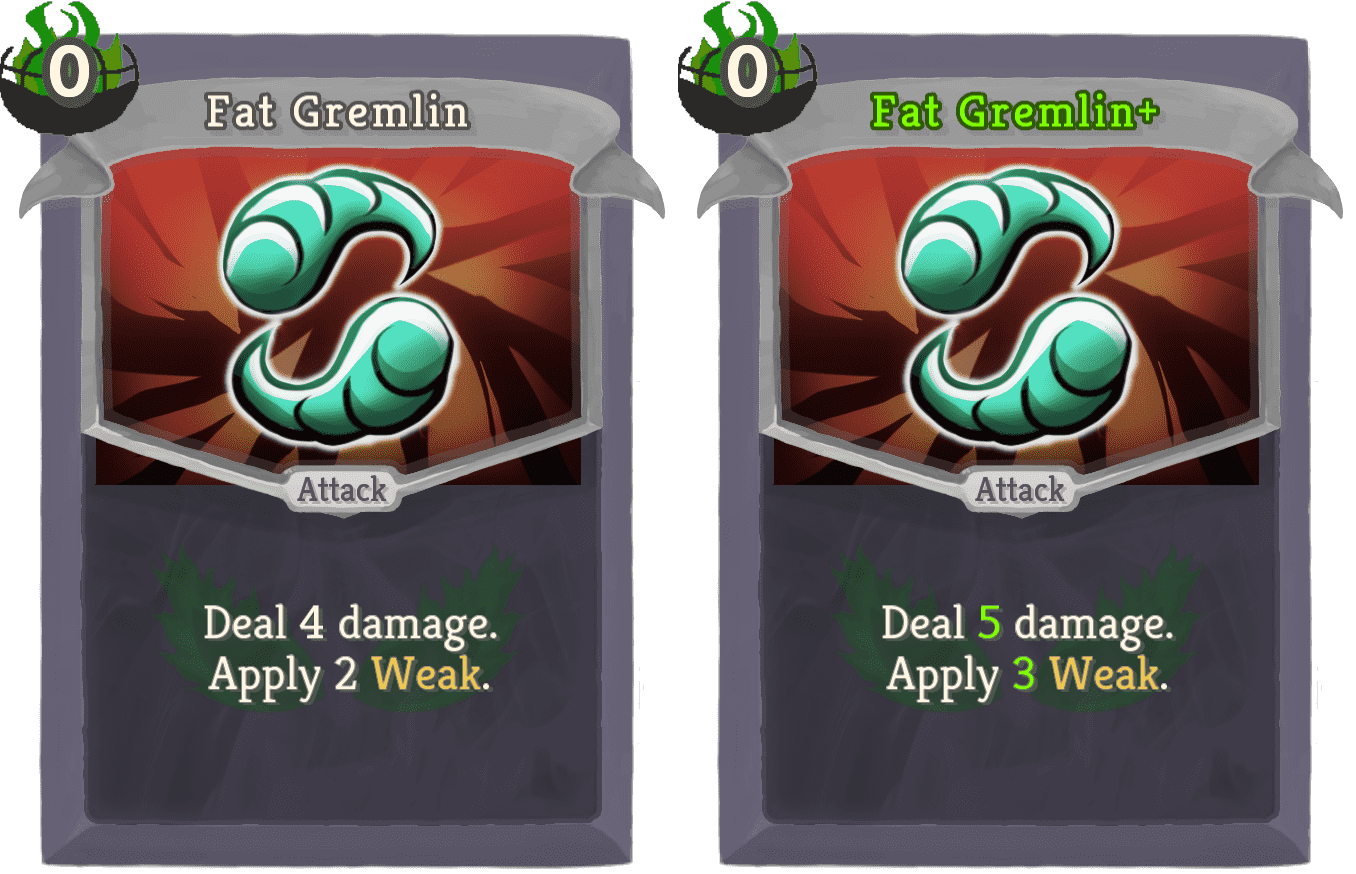 0
Fat Gremlin
Attack
Deal 4 damage.
Apply 2 Weak.
0
Fat Gremlin+
Attack
Deal 5 damage.
Apply 3 Weak.